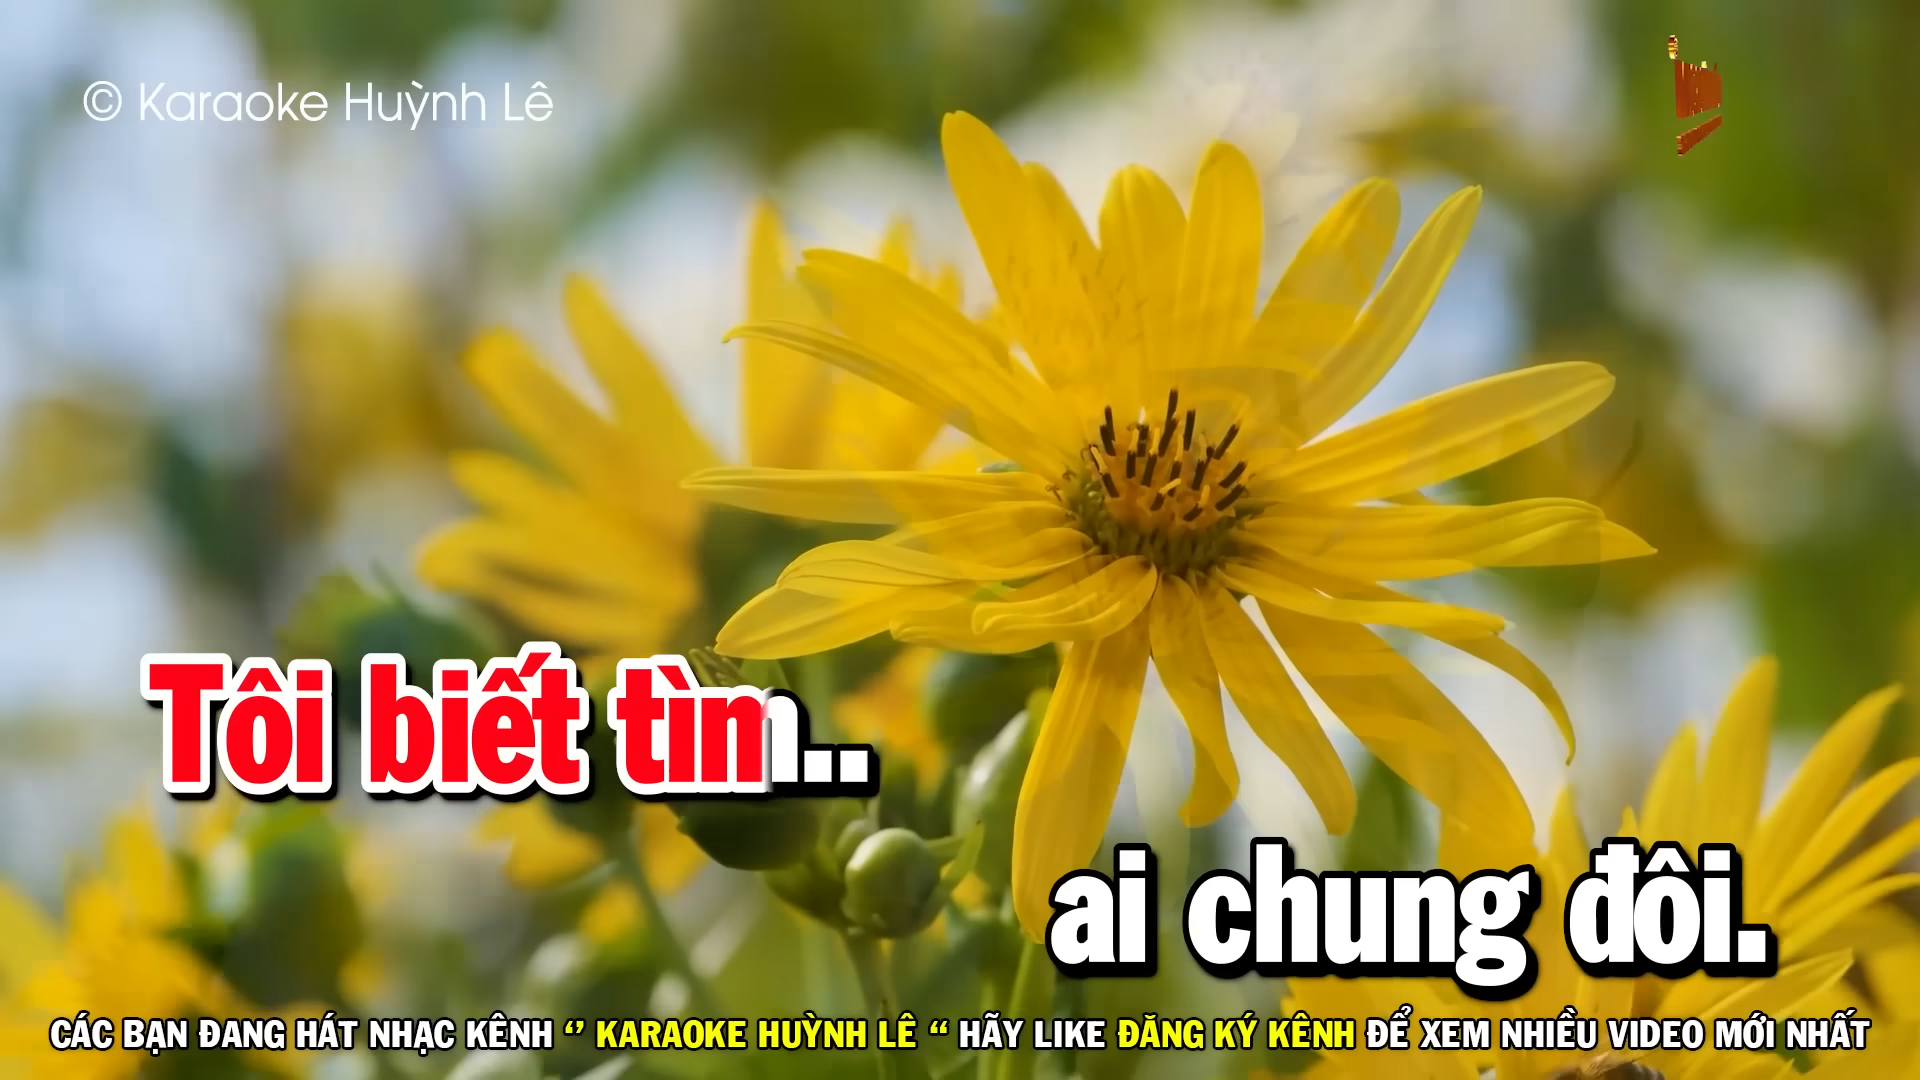 © Karaoke Huỳnh Lê
Tôi biết tìm..
ai chung đôi.
CÁC BẠN ĐANG HÁT NHẠC KÊNH ‘’ KARAOKE HUỲNH LÊ “ HÃY LIKE ĐĂNG KÝ KÊNH ĐỂ XEM NHIỀU VIDEO MỚI NHẤT